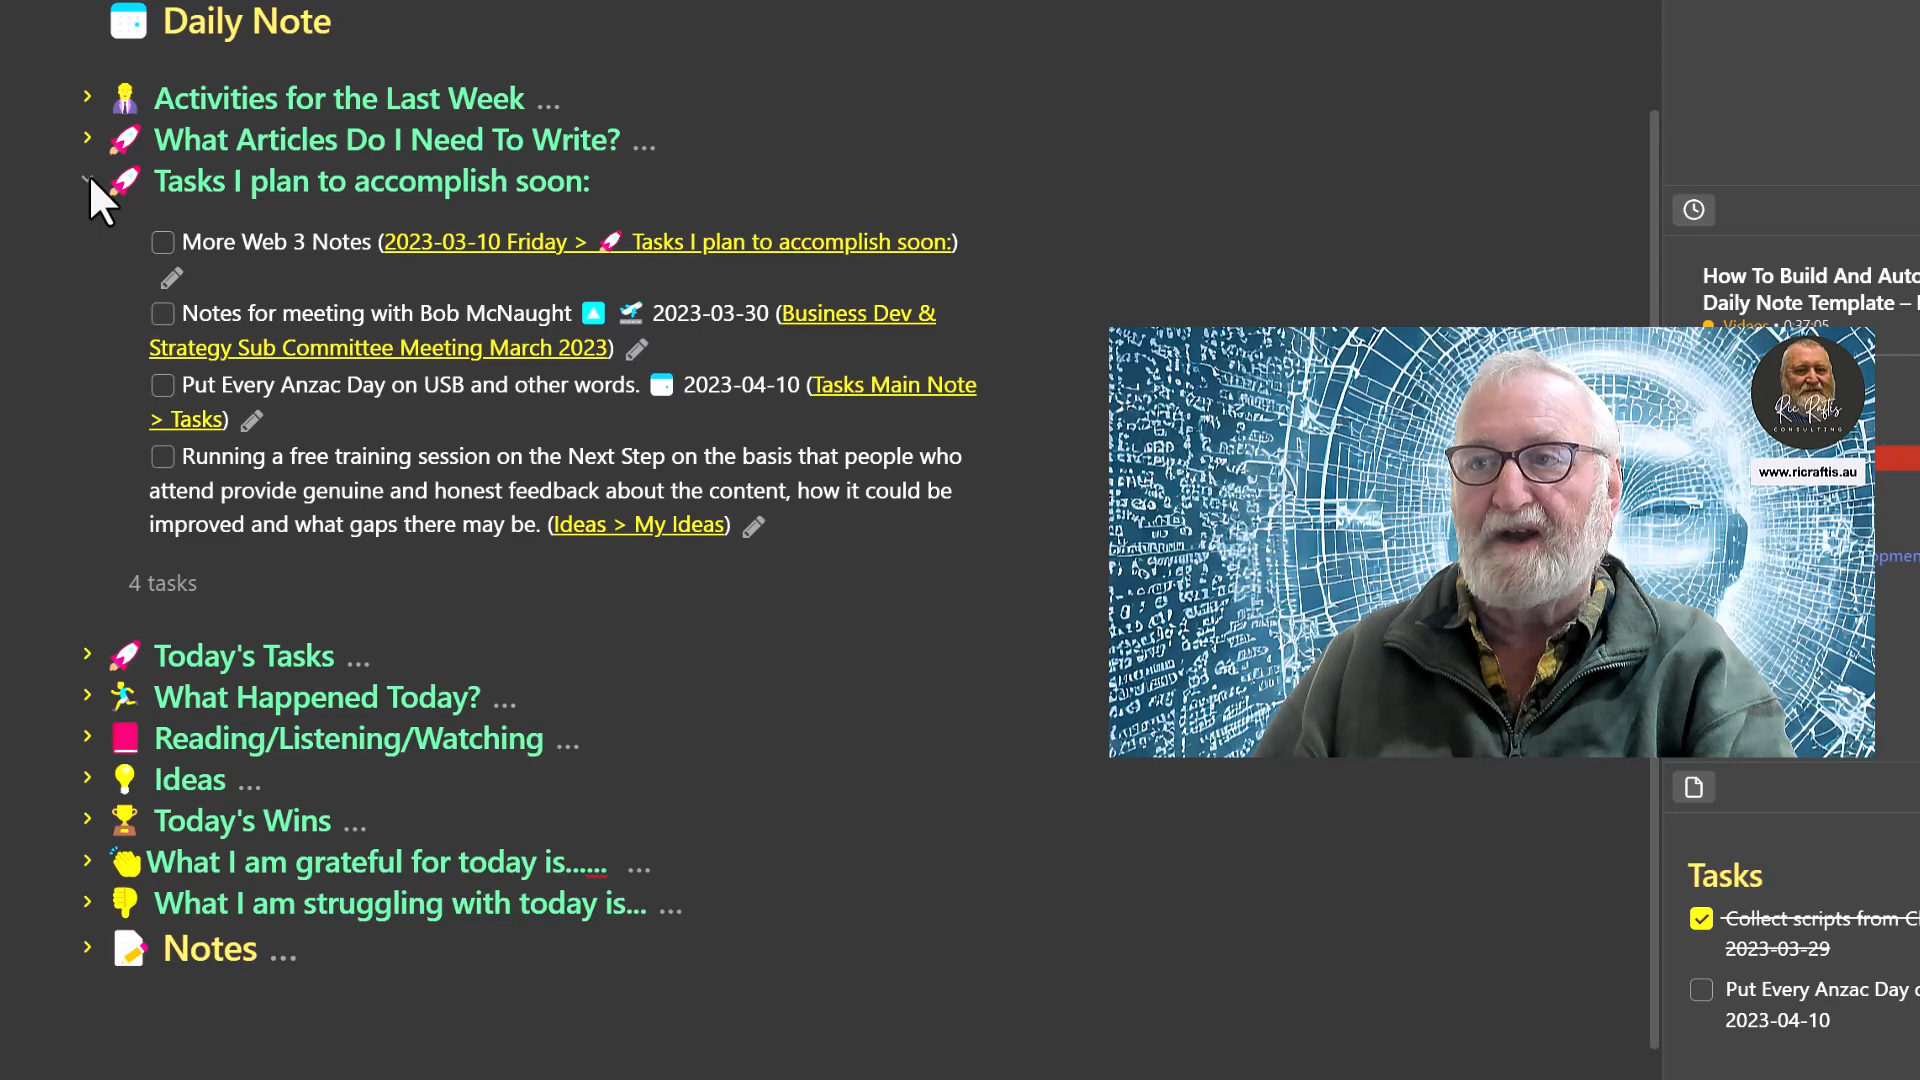 Daily Note
Activities for the Last Week ...
What Articles Do I Need To Write? ...
Tasks I plan to accomplish soon:
More Web 3 Notes (2023-03-10 Friday > 🚀 Tasks I plan to accomplish soon:)
Notes for meeting with Bob McNaught 🔼 🛫 2023-03-30 (Business Dev &
Strategy Sub Committee Meeting March 2023)
Put Every Anzac Day on USB and other words. 📅 2023-04-10 (Tasks Main Note
> Tasks)
Running a free training session on the Next Step on the basis that people who
attend provide genuine and honest feedback about the content, how it could be
improved and what gaps there may be. (Ideas > My Ideas)
4 tasks
Today's Tasks ...
What Happened Today? ...
Reading/Listening/Watching ...
Ideas ...
Today's Wins ...
What I am grateful for today is...... ...
What I am struggling with today is... ...
Notes ...
How To Build And Auto
Daily Note Template –
Videos • 0:37:05
Ric Raftis
CONSULTING
www.ricraftis.au
opmen
Tasks
Collect scripts from C
2023-03-29
Put Every Anzac Day
2023-04-10